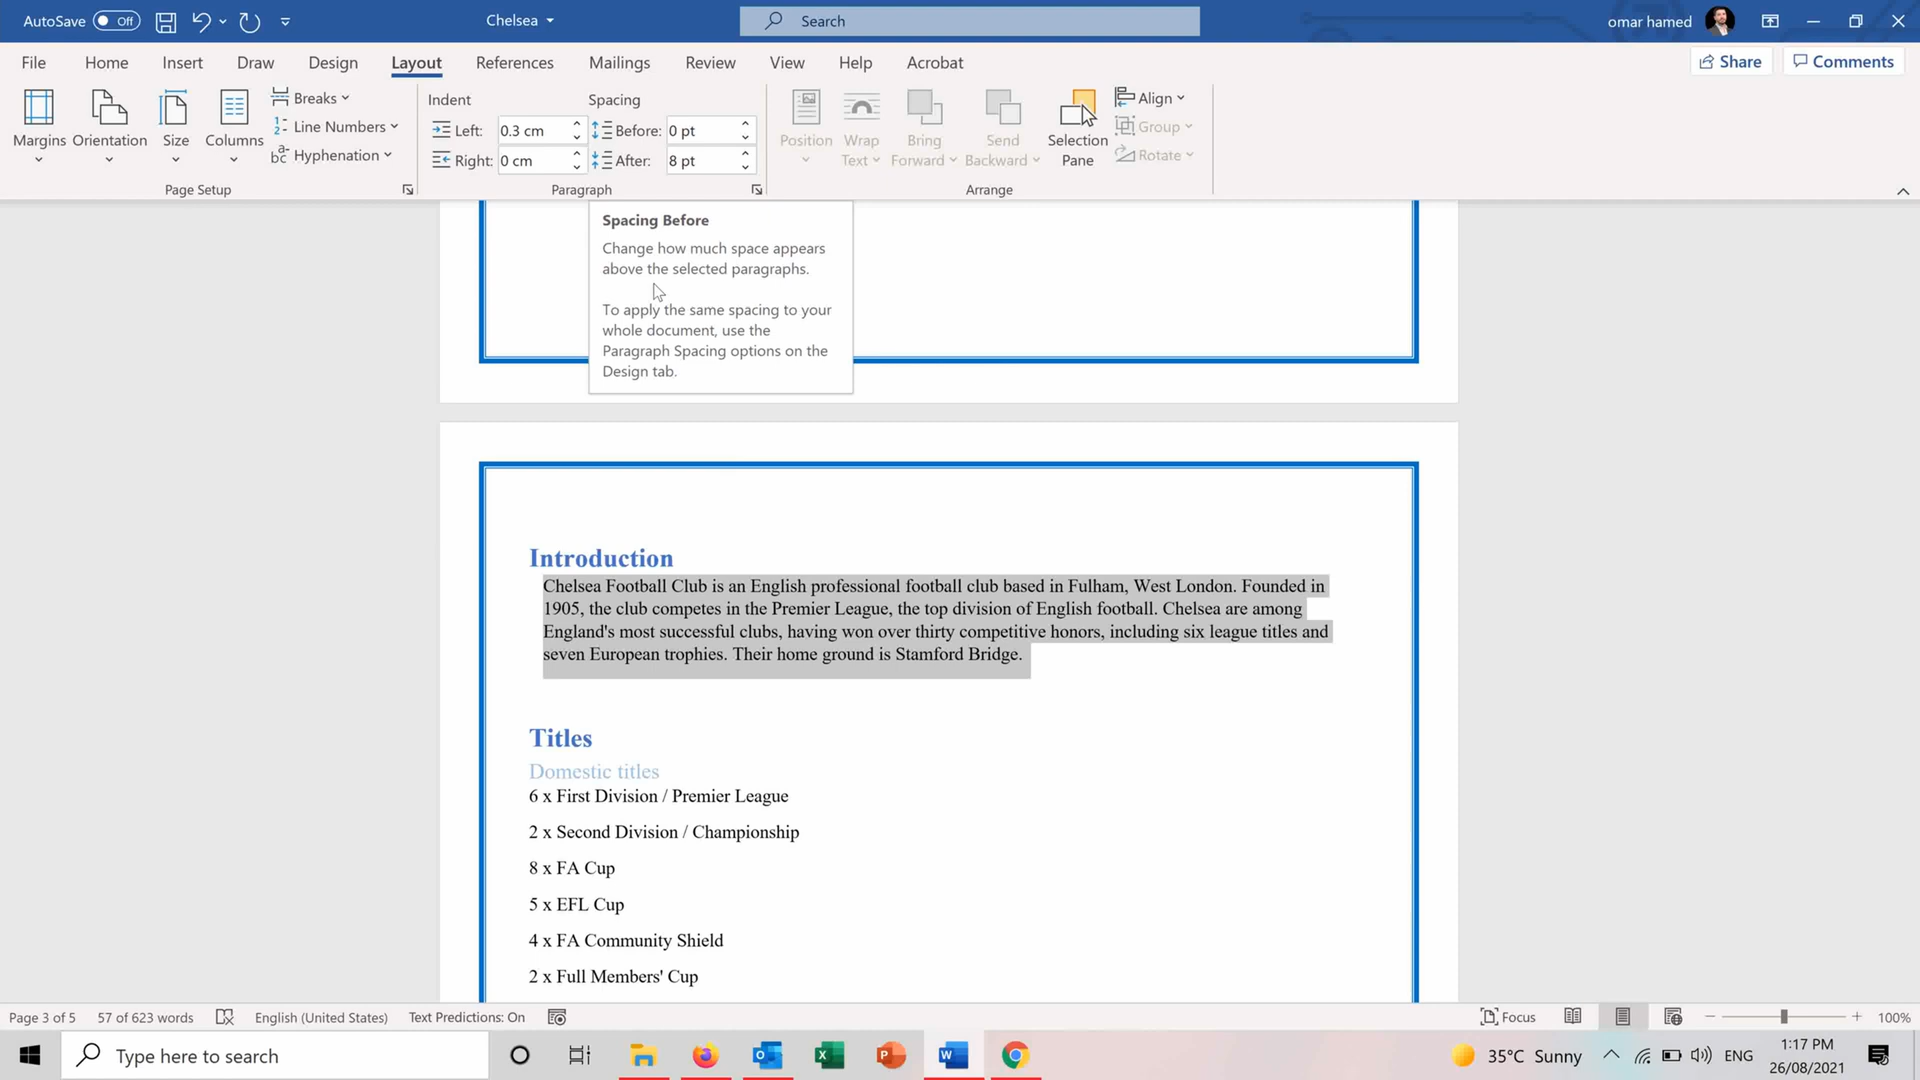 AutoSave Off
Chelsea
Search
omar hamed
File Home Insert Draw Design Layout References Mailings Review View Help Acrobat
Share Comments
Margins
Orientation
Size
Columns
Breaks
Line Numbers
Hyphenation
Page Setup
Indent
Left: 0.3 cm
Right: 0 cm
Spacing
Before: 0 pt
After: 8 pt
Paragraph
Position
Wrap
Text
Bring
Forward
Send
Backward
Selection
Pane
Align
Group
Rotate
Arrange
Spacing Before
Change how much space appears
above the selected paragraphs.
To apply the same spacing to your
whole document, use the
Paragraph Spacing options on the
Design tab.
Introduction
Chelsea Football Club is an English professional football club based in Fulham, West London. Founded in
1905, the club competes in the Premier League, the top division of English football. Chelsea are among
England's most successful clubs, having won over thirty competitive honors, including six league titles and
seven European trophies. Their home ground is Stamford Bridge.
Titles
Domestic titles
6 x First Division / Premier League
2 x Second Division / Championship
8 x FA Cup
5 x EFL Cup
4 x FA Community Shield
2 x Full Members' Cup
Page 3 of 5 57 of 623 words English (United States) Text Predictions: On Focus 100%
Type here to search
35°C Sunny
ENG
1:17 PM
26/08/2021